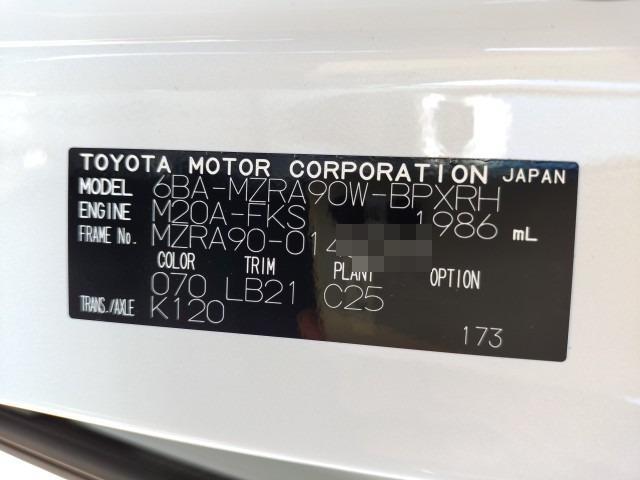 TOYOTA MOTOR CORPORATION JAPAN
MODEL 6BA-MZRA90W-BPXRH
ENGINE M20A-FKS 1986 mL
FRAME No. MZRA90-014
COLOR TRIM PLANT OPTION
070 LB21 C25
TRANS./AXLE K120
173